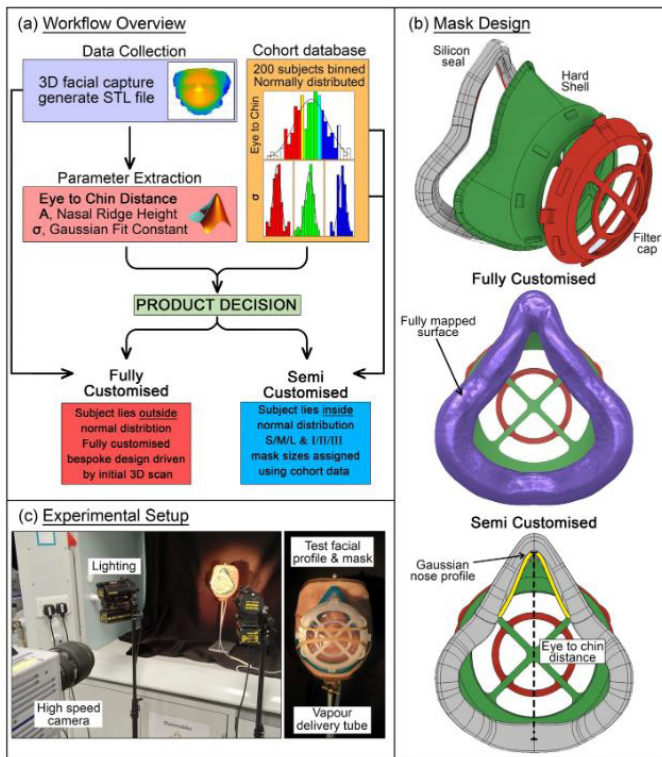 (a) Workflow Overview
Data Collection
3D facial capture
generate STL file
Cohort database
200 subjects binned
Normally distributed
Eye to Chin
σ
Parameter Extraction
Eye to Chin Distance
A, Nasal Ridge Height
σ, Gaussian Fit Constant
PRODUCT DECISION
Fully
Customised
Subject lies outside
normal distribtion
Fully customised
bespoke design driven
by initial 3D scan
Semi
Customised
Subject lies inside
normal distribution
S/M/L & I/II/III
mask sizes assigned
using cohort data
(b) Mask Design
Silicon
seal
Hard
Shell
Filter
cap
Fully Customised
Fully mapped
surface
Semi Customised
Gaussian
nose profile
Eye to chin
distance
(c) Experimental Setup
Lighting
High speed
camera
Test facial
profile & mask
Vapour
delivery tube